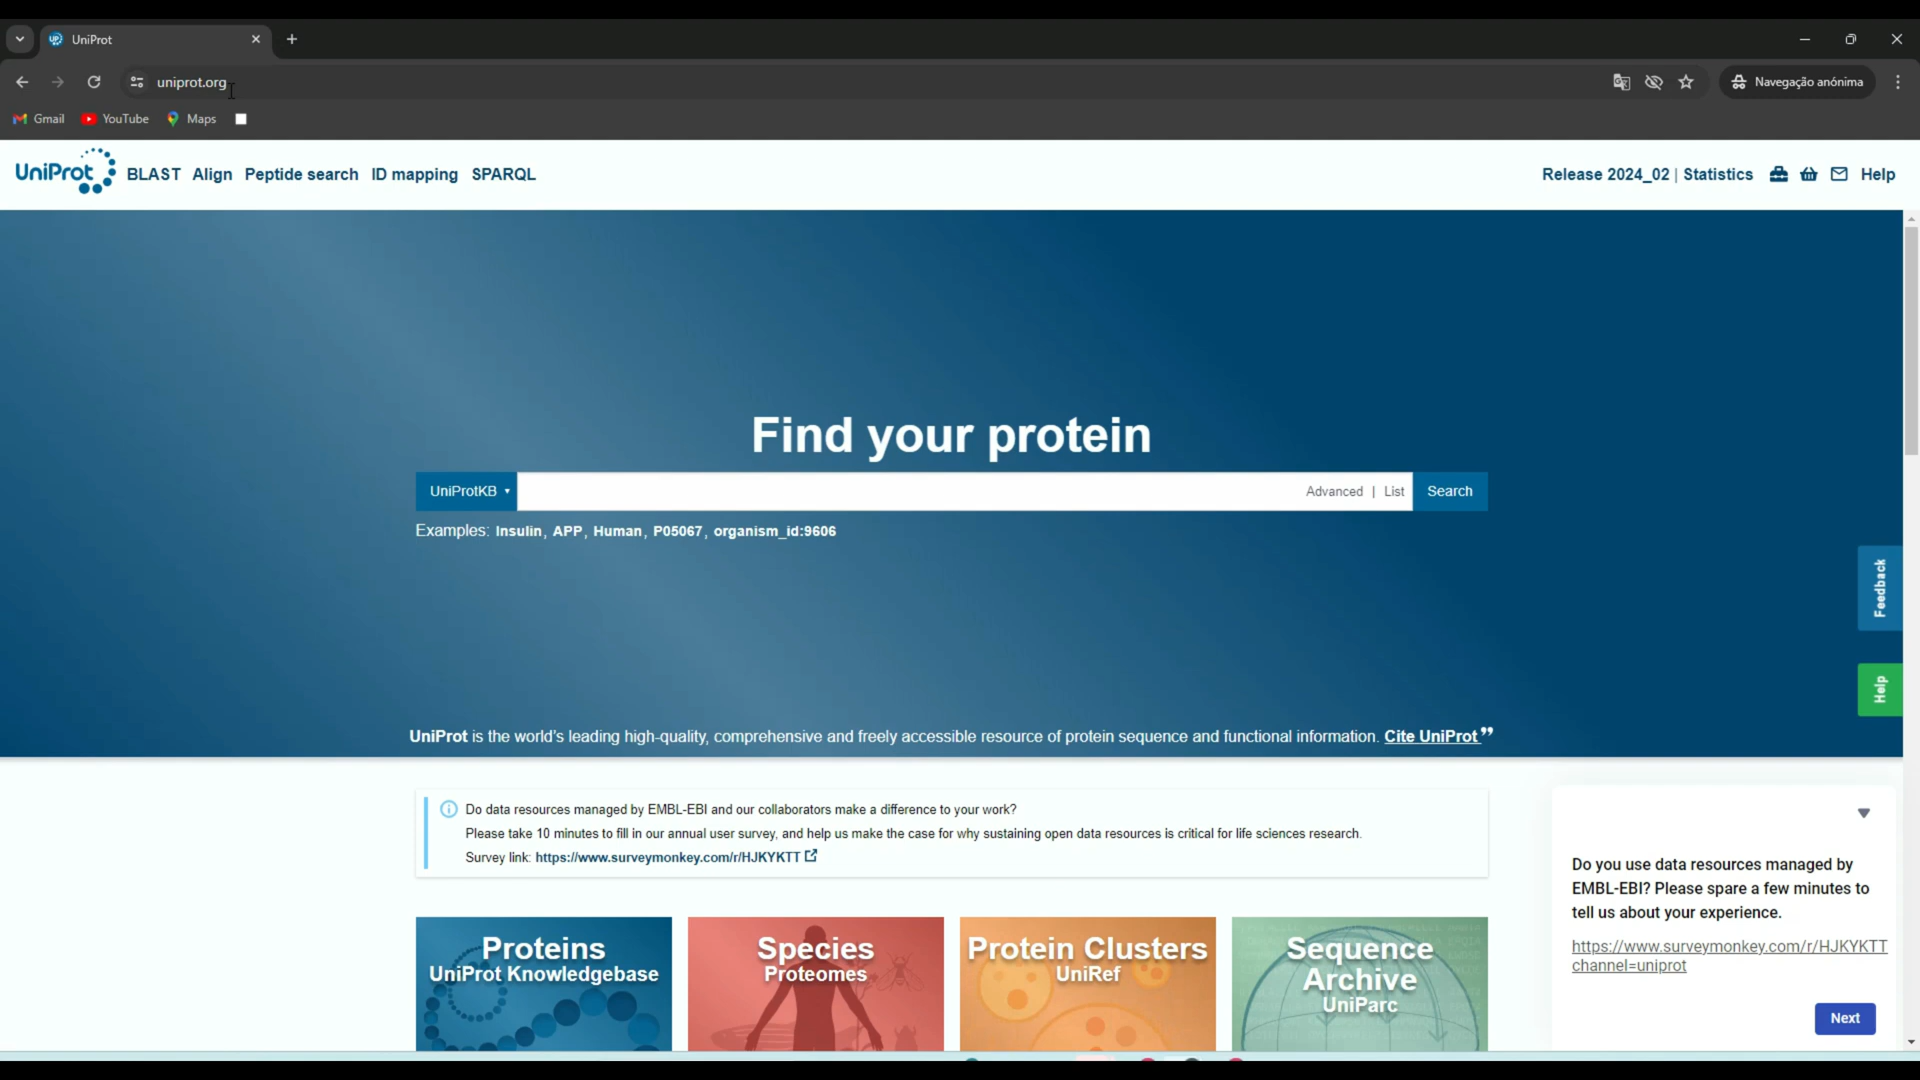 UniProt
uniprot.org
Navegação anónima
Gmail YouTube Maps
UniProt BLAST Align Peptide search ID mapping SPARQL Release 2024_02 | Statistics Help
Find your protein
UniProtKB Advanced | List Search
Examples: Insulin, APP, Human, P05067, organism_id:9606
Feedback
Help
UniProt is the world's leading high-quality, comprehensive and freely accessible resource of protein sequence and functional information. Cite UniProt ”
Do data resources managed by EMBL-EBI and our collaborators make a difference to your work?
Please take 10 minutes to fill in our annual user survey, and help us make the case for why sustaining open data resources is critical for life sciences research.
Survey link: https://www.surveymonkey.com/r/HJKYKTT
Do you use data resources managed by
EMBL-EBI? Please spare a few minutes to
tell us about your experience.
https://www.surveymonkey.com/r/HJKYKTT
channel=uniprot
Next
Proteins
UniProt Knowledgebase
Species
Proteomes
Protein Clusters
UniRef
Sequence
Archive
UniParc